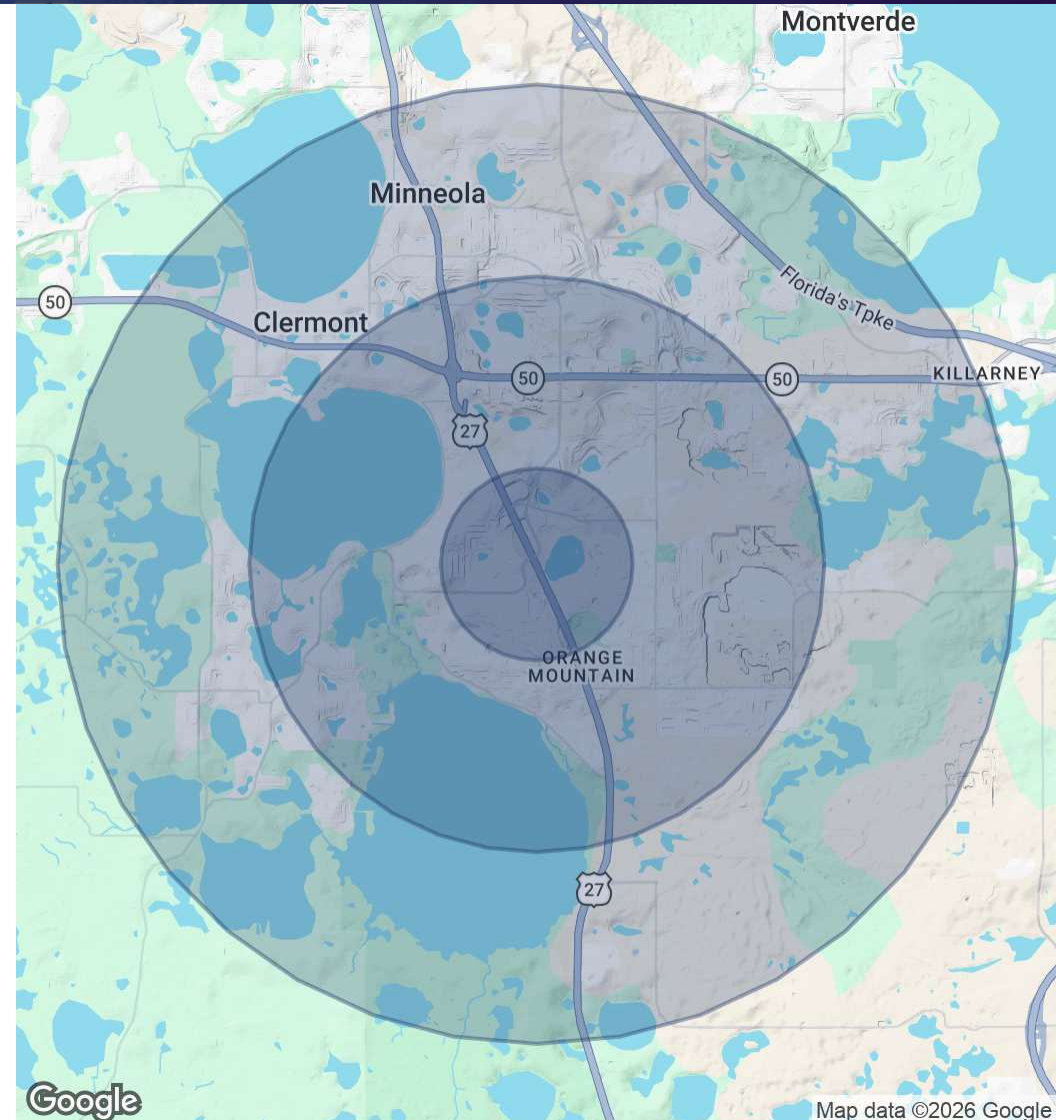 Montverde
Minneola
50
Clermont
Florida's Tpke
50
50
KILLARNEY
27
ORANGE
MOUNTAIN
27
Google
Map data ©2026 Google